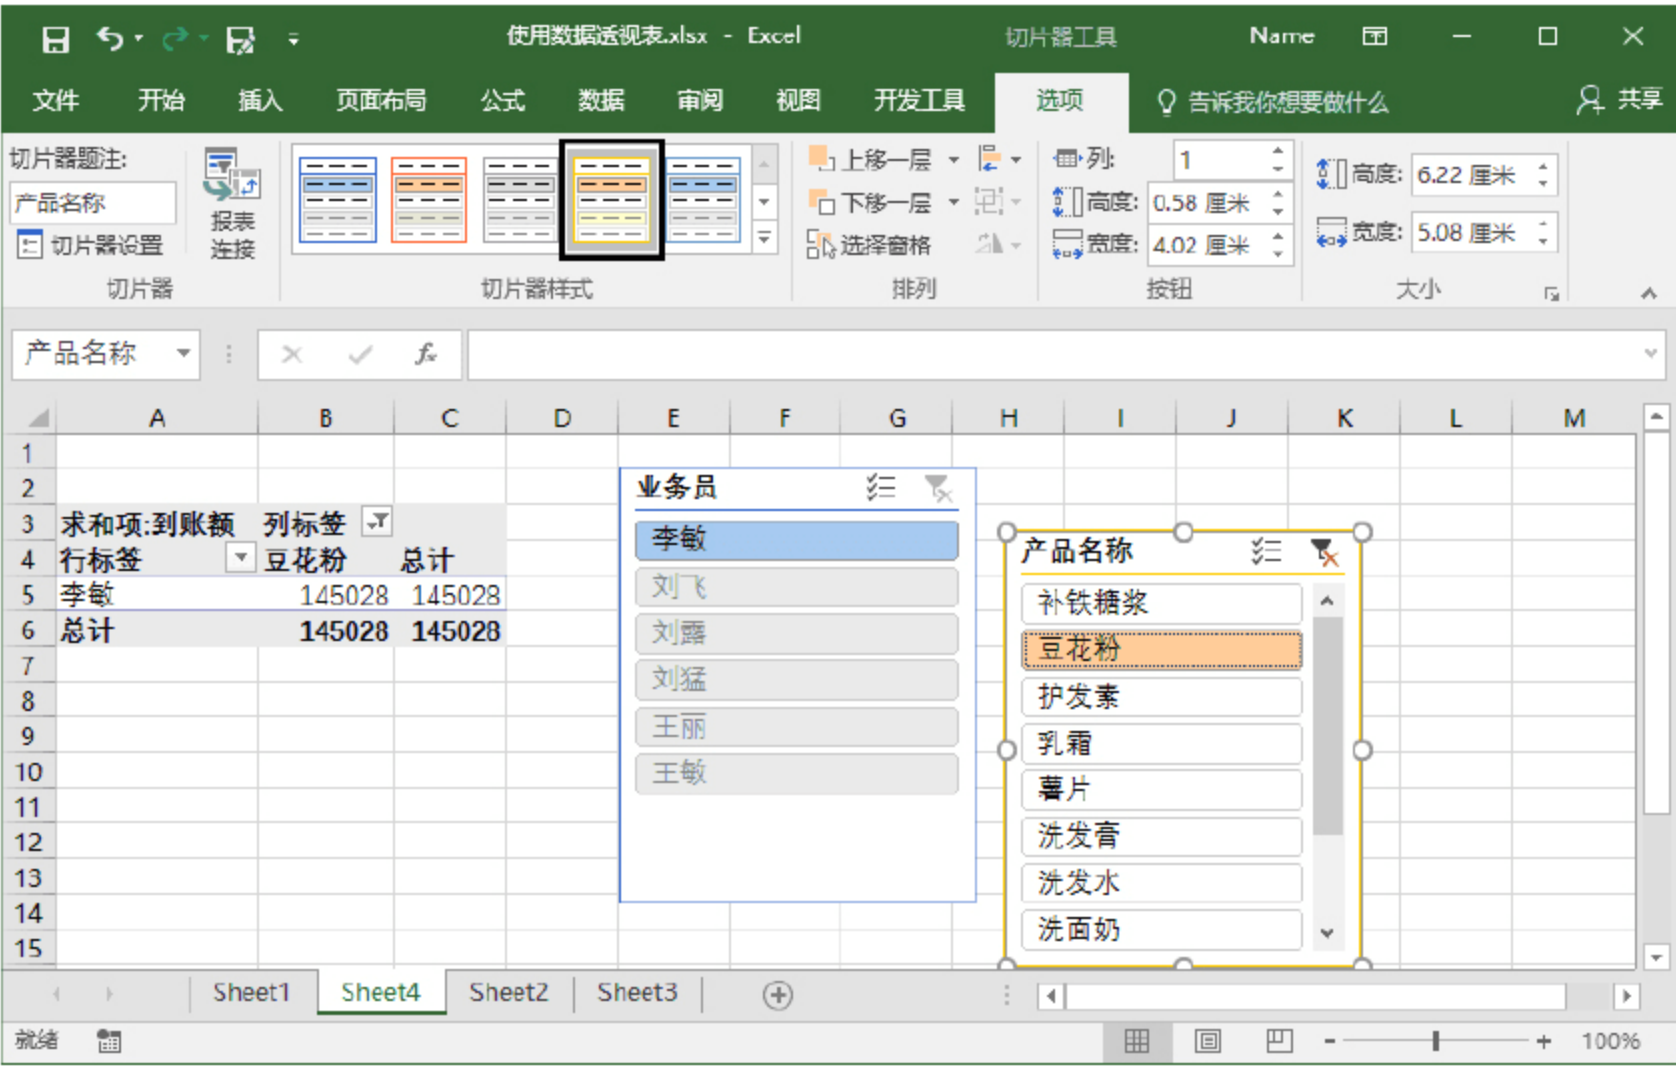 使用数据透视表.xlsx - Excel
切片器工具
Name
文件 开始 插入 页面布局 公式 数据 审阅 视图 开发工具 选项 告诉我你想要做什么 共享
切片器题注:
产品名称
切片器设置
报表
连接
切片器
切片器样式
上移一层
下移一层
选择窗格
排列
列: 1
高度: 0.58 厘米
宽度: 4.02 厘米
按钮
高度: 6.22 厘米
宽度: 5.08 厘米
大小
产品名称
fx
A B C D E F G H I J K L M
1
2
3 求和项:到账额 列标签
4 行标签 豆花粉 总计
5 李敏 145028 145028
6 总计 145028 145028
7
8
9
10
11
12
13
14
15
业务员
李敏
刘飞
刘露
刘猛
王丽
王敏
产品名称
补铁糖浆
豆花粉
护发素
乳霜
薯片
洗发膏
洗发水
洗面奶
Sheet1 Sheet4 Sheet2 Sheet3
就绪
100%